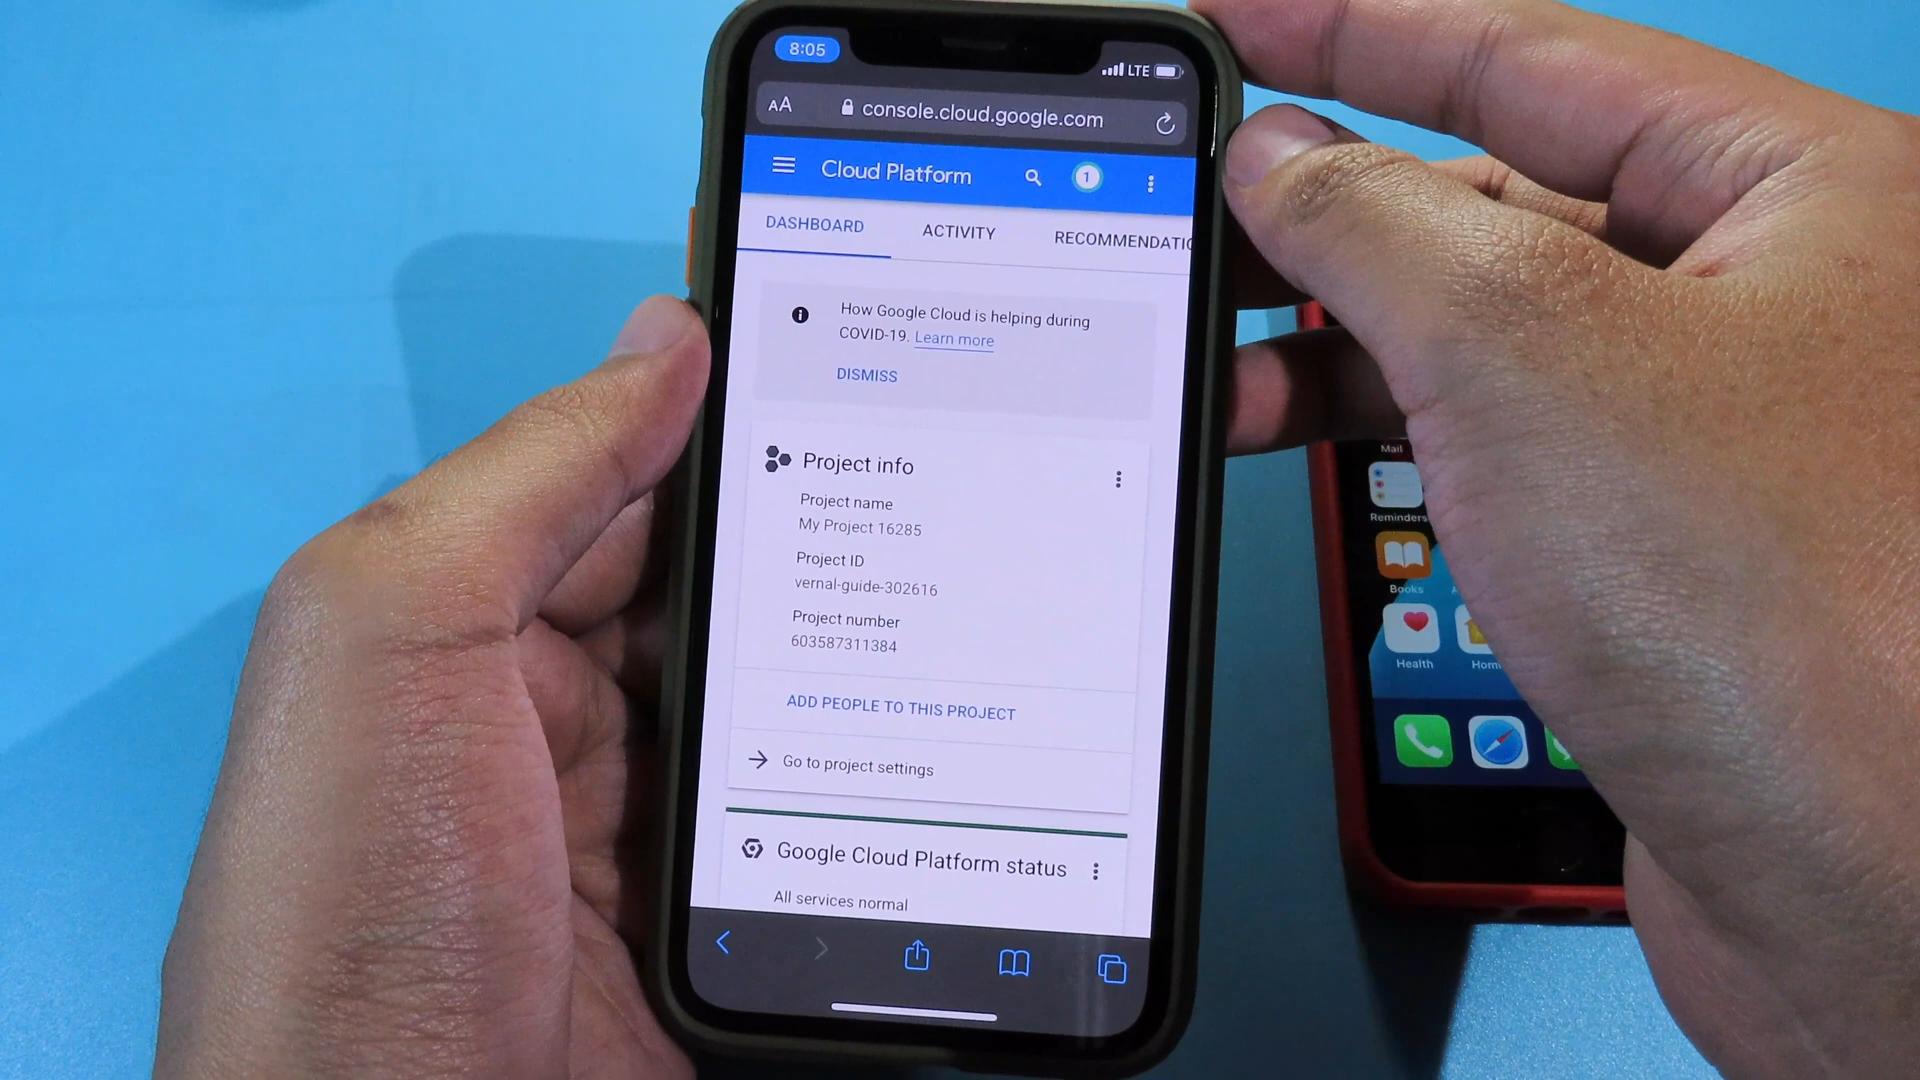 8:05
LTE
AA console.cloud.google.com
Cloud Platform
1
DASHBOARD ACTIVITY RECOMMENDATIO
How Google Cloud is helping during
COVID-19. Learn more
DISMISS
Project info
Project name
My Project 16285
Project ID
vernal-guide-302616
Project number
603587311384
ADD PEOPLE TO THIS PROJECT
Go to project settings
Google Cloud Platform status
All services normal
Mail
Reminders
Books
Health Hom